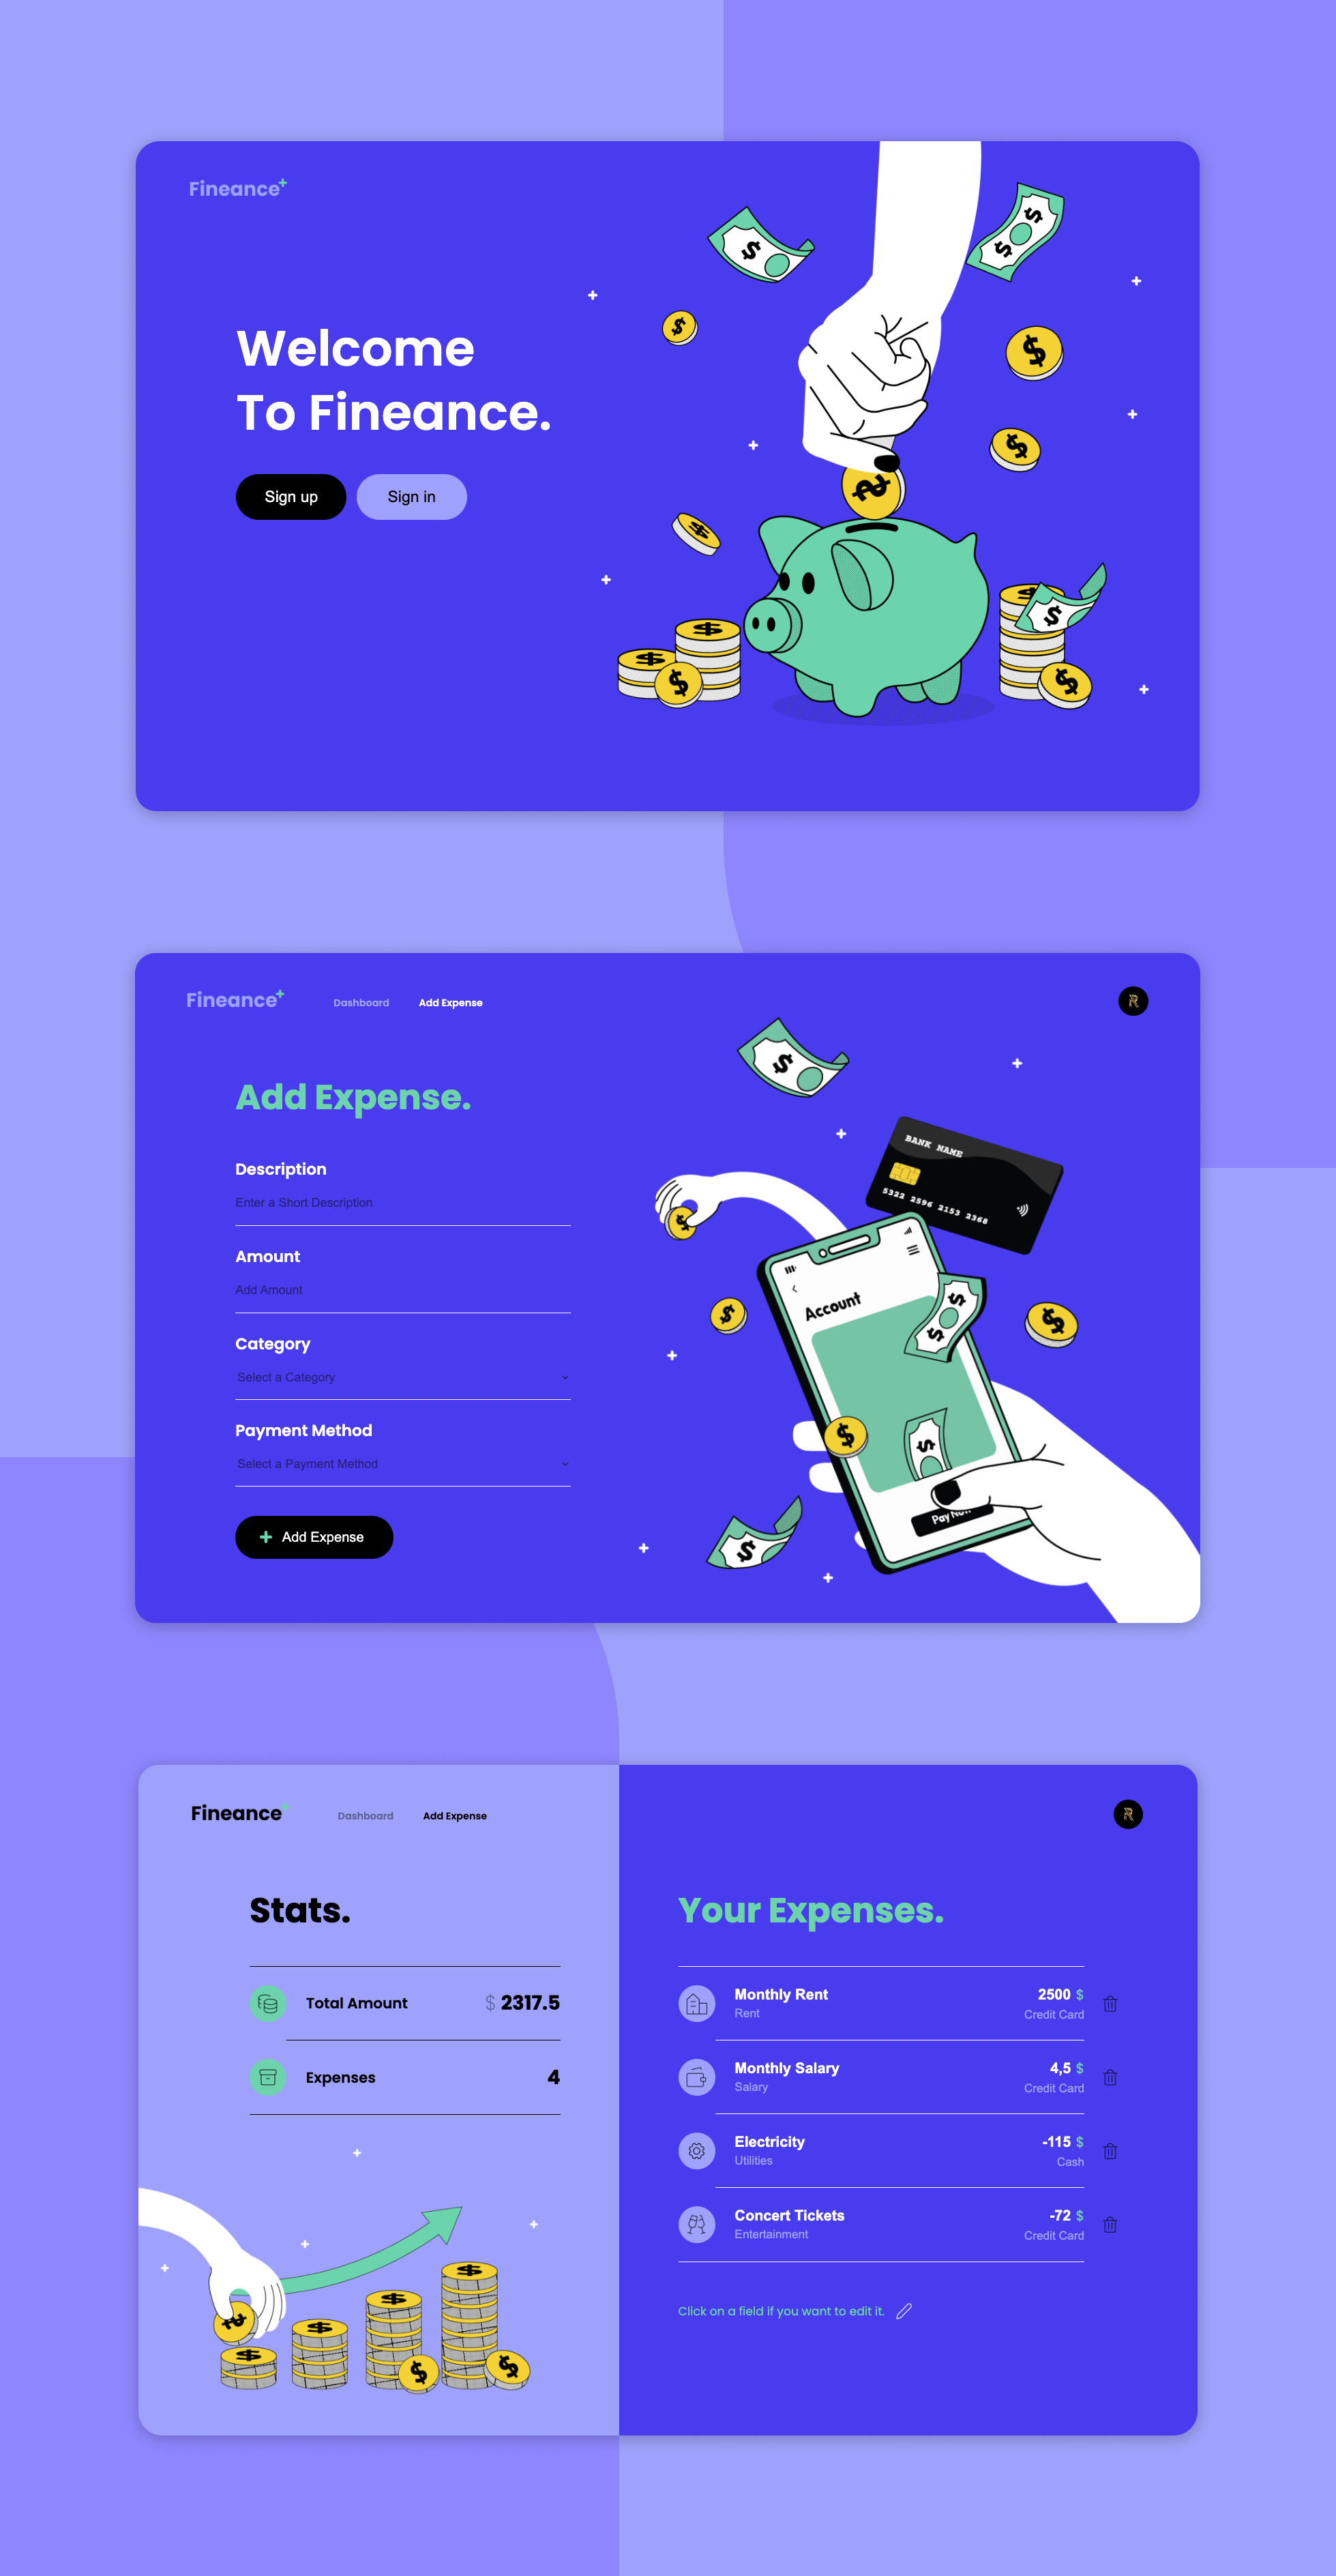 Fineance+
Welcome
To Fineance.
Sign up
Sign in
Fineance+
Dashboard
Add Expense
R
Add Expense.
Description
Enter a Short Description
Amount
Add Amount
Category
Select a Category
Payment Method
Select a Payment Method
+ Add Expense
BANK NAME
5322 2596 2153 2368
Account
Pay Now
Fineance+
Dashboard
Add Expense
R
Stats.
Total Amount
$ 2317.5
Expenses
4
Your Expenses.
Monthly Rent
2500 $
Rent
Credit Card
Monthly Salary
4,5 $
Salary
Credit Card
Electricity
-115 $
Utilities
Cash
Concert Tickets
-72 $
Entertainment
Credit Card
Click on a field if you want to edit it.